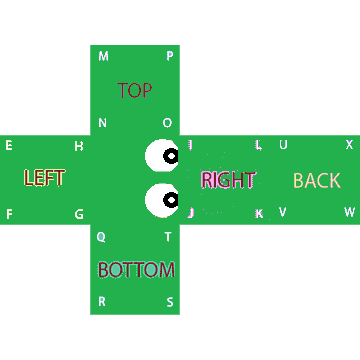 M P
TOP
N O
E H I L U X
LEFT RIGHT BACK
F G J K V W
Q T
BOTTOM
R S